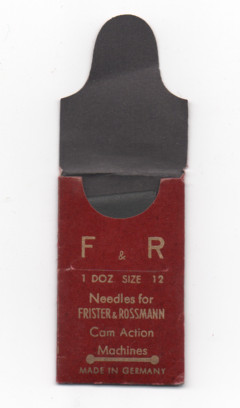 F & R
1 DOZ. SIZE 12
Needles for
FRISTER & ROSSMANN
Cam Action
Machines
MADE IN GERMANY